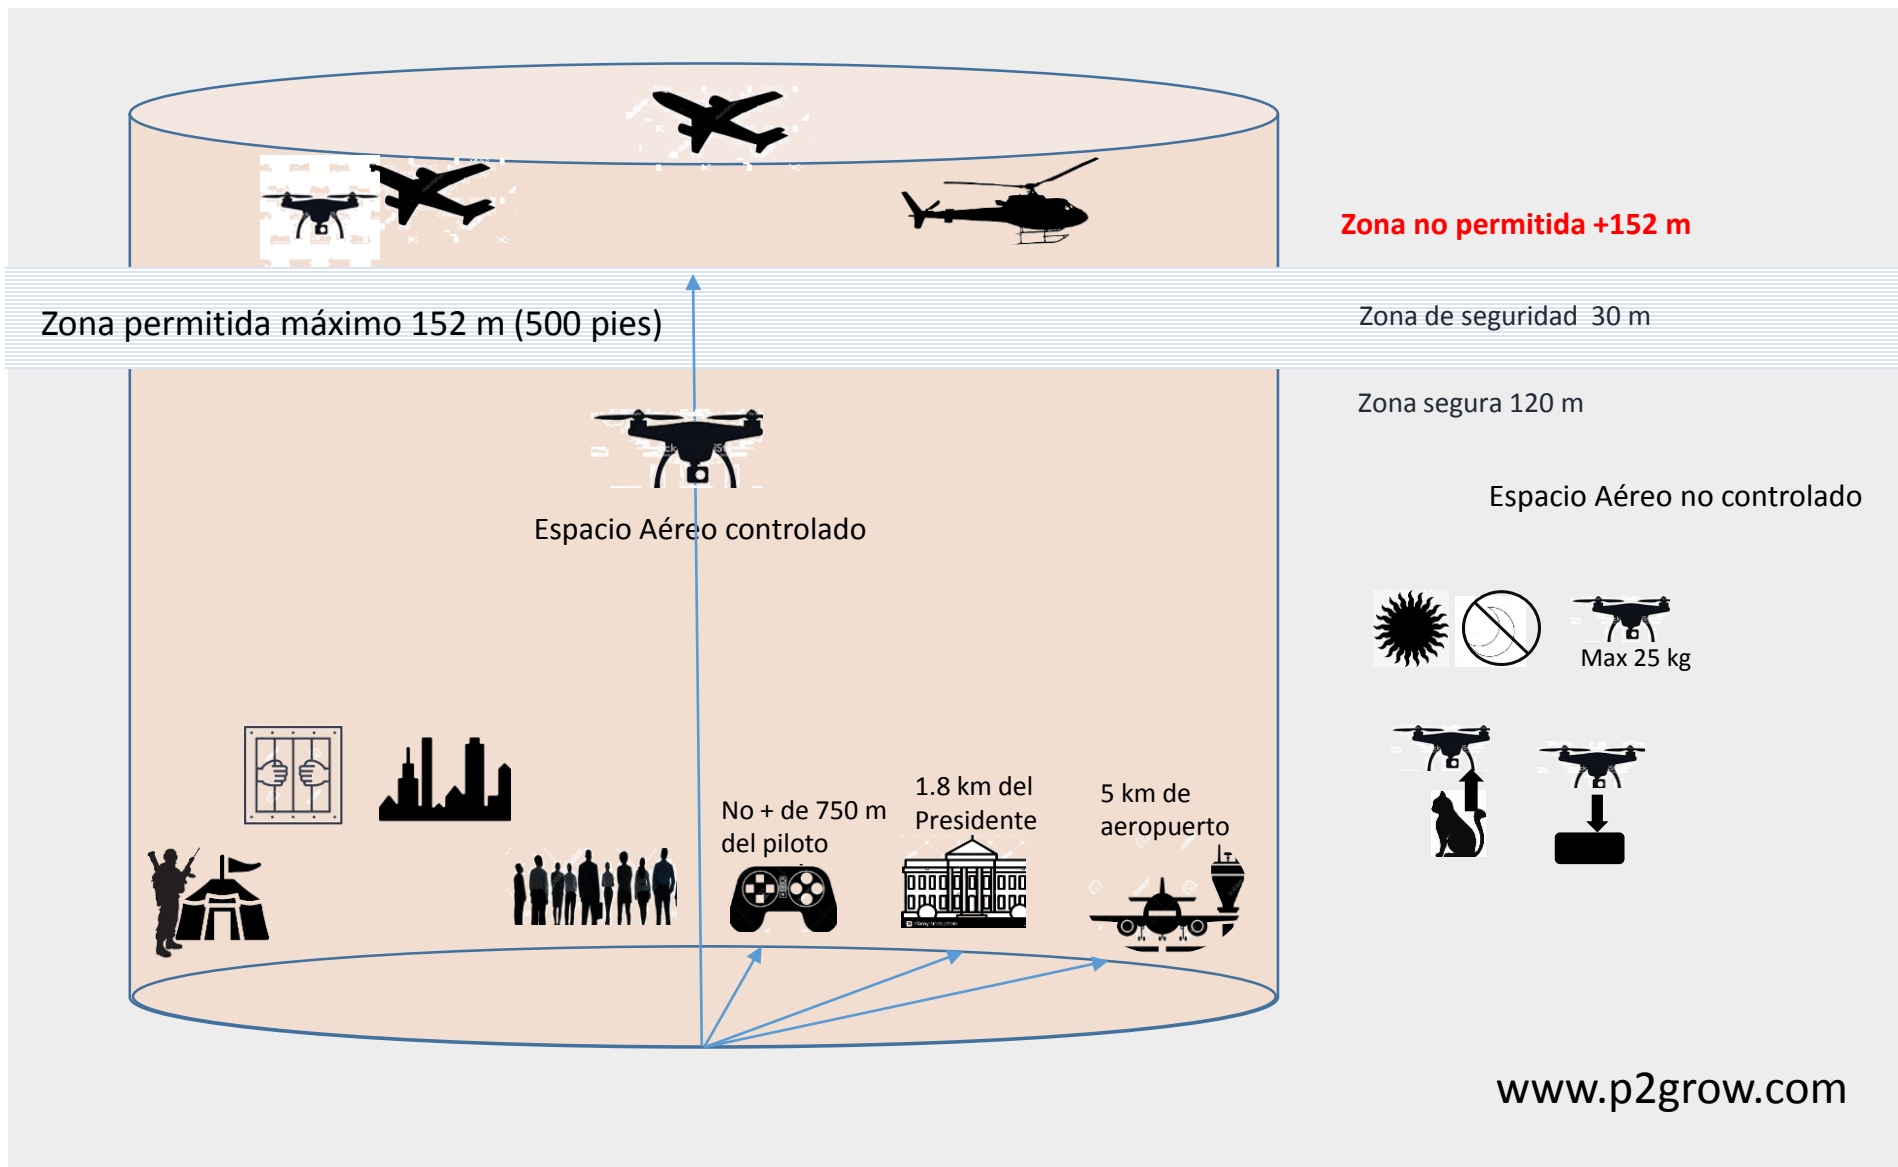 Zona no permitida +152 m
Zona permitida máximo 152 m (500 pies)
Zona de seguridad 30 m
Zona segura 120 m
Espacio Aéreo no controlado
Espacio Aéreo controlado
Max 25 kg
No + de 750 m
del piloto
1.8 km del
Presidente
5 km de
aeropuerto
www.p2grow.com